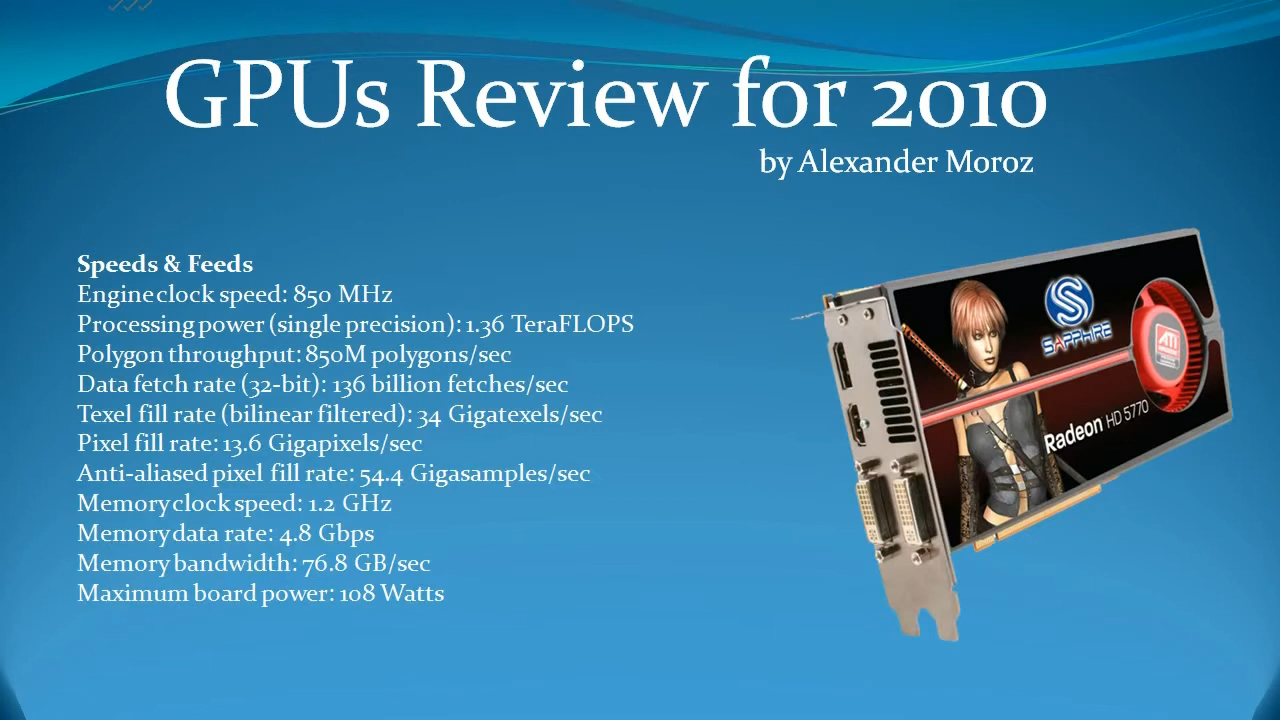 GPUs Review for 2010
by Alexander Moroz
Speeds & Feeds
Engine clock speed: 850 MHz
Processing power (single precision): 1.36 TeraFLOPS
Polygon throughput: 850M polygons/sec
Data fetch rate (32-bit): 136 billion fetches/sec
Texel fill rate (bilinear filtered): 34 Gigatexels/sec
Pixel fill rate: 13.6 Gigapixels/sec
Anti-aliased pixel fill rate: 54.4 Gigasamples/sec
Memory clock speed: 1.2 GHz
Memory data rate: 4.8 Gbps
Memory bandwidth: 76.8 GB/sec
Maximum board power: 108 Watts
SAPPHIRE
ATI
Radeon HD 5770